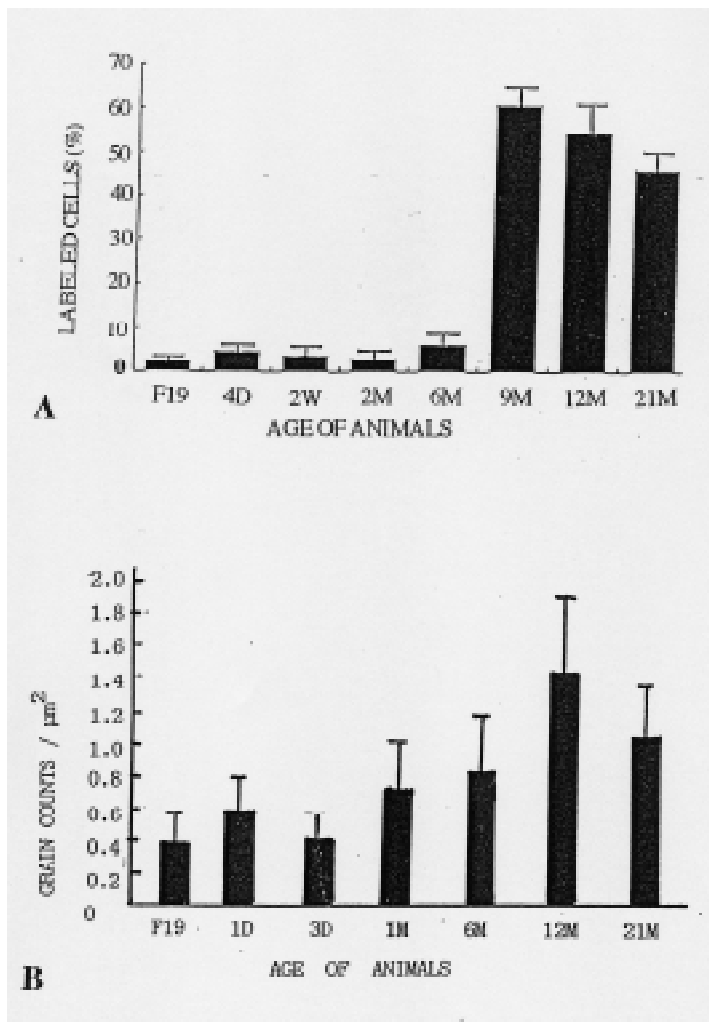 70
60
50
40
30
20
10
0
LABELED CELLS (%)
F19 4D 2W 2M 6M 9M 12M 21M
AGE OF ANIMALS
A
2.0
1.8
1.6
1.4
1.2
1.0
0.8
0.6
0.4
0.2
0
GRAIN COUNTS / μm²
F19 1D 3D 1M 6M 12M 21M
AGE OF ANIMALS
B